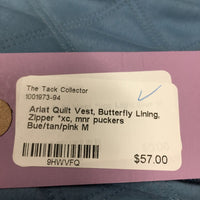 The Tack Collector
1001973-94
Ariat Quilt Vest, Butterfly Lining,
Zipper *xc, mnr puckers
Bue/tan/pink M
9HWVFQ
$57.00